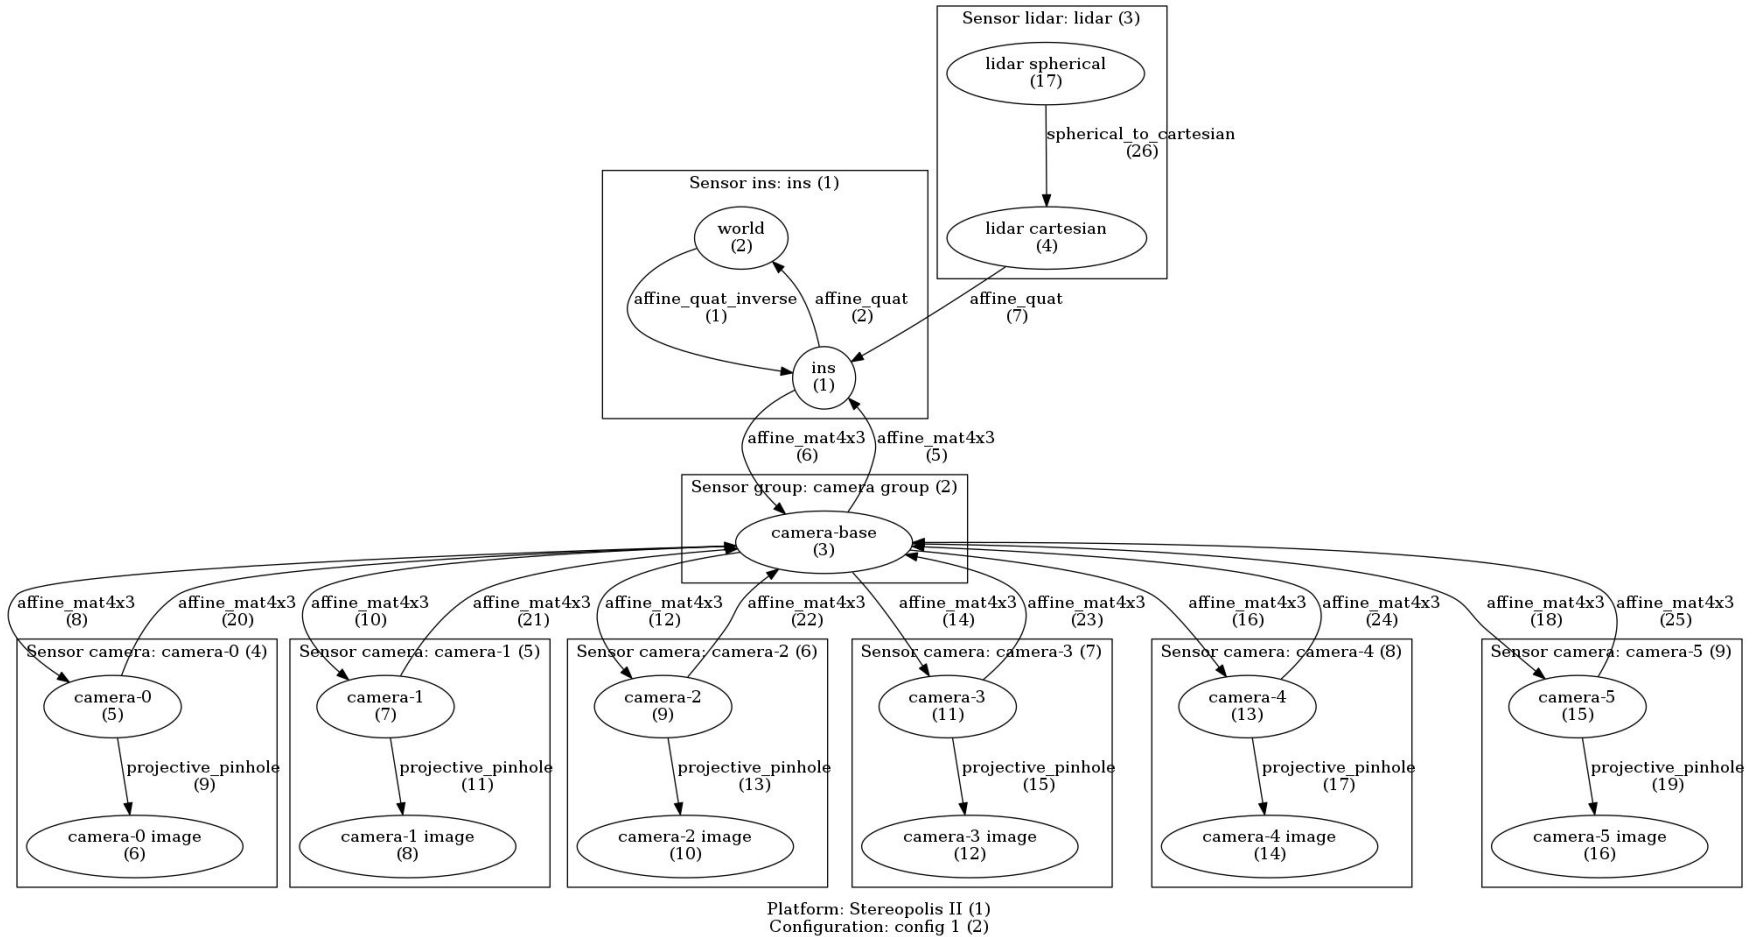 Sensor lidar: lidar (3)
lidar spherical
(17)
spherical_to_cartesian
(26)
lidar cartesian
(4)
Sensor ins: ins (1)
world
(2)
affine_quat_inverse
(1)
affine_quat
(2)
affine_quat
(7)
ins
(1)
affine_mat4x3
(6)
affine_mat4x3
(5)
Sensor group: camera group (2)
camera-base
(3)
affine_mat4x3
(8)
affine_mat4x3
(20)
affine_mat4x3
(10)
affine_mat4x3
(21)
affine_mat4x3
(12)
affine_mat4x3
(22)
affine_mat4x3
(14)
affine_mat4x3
(23)
affine_mat4x3
(16)
affine_mat4x3
(24)
affine_mat4x3
(18)
affine_mat4x3
(25)
Sensor camera: camera-0 (4)
camera-0
(5)
projective_pinhole
(9)
camera-0 image
(6)
Sensor camera: camera-1 (5)
camera-1
(7)
projective_pinhole
(11)
camera-1 image
(8)
Sensor camera: camera-2 (6)
camera-2
(9)
projective_pinhole
(13)
camera-2 image
(10)
Sensor camera: camera-3 (7)
camera-3
(11)
projective_pinhole
(15)
camera-3 image
(12)
Sensor camera: camera-4 (8)
camera-4
(13)
projective_pinhole
(17)
camera-4 image
(14)
Sensor camera: camera-5 (9)
camera-5
(15)
projective_pinhole
(19)
camera-5 image
(16)
Platform: Stereopolis II (1)
Configuration: config 1 (2)